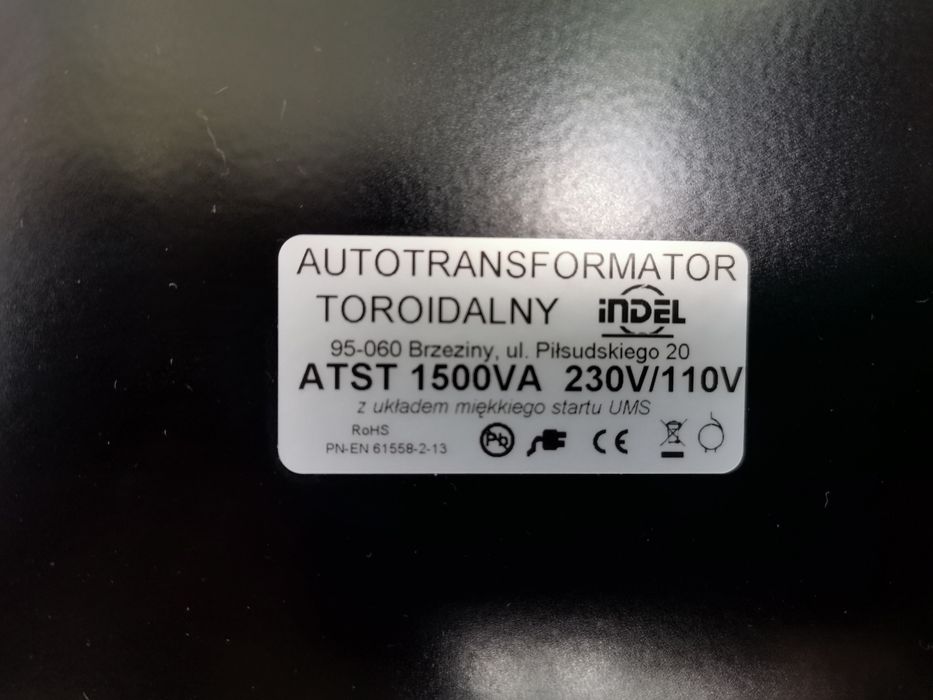 AUTOTRANSFORMATOR
TOROIDALNY iNDEL
95-060 Brzeziny, ul. Piłsudskiego 20
ATST 1500VA 230V/110V
z układem miękkiego startu UMS
RoHS
PN-EN 61558-2-13
Pb CE